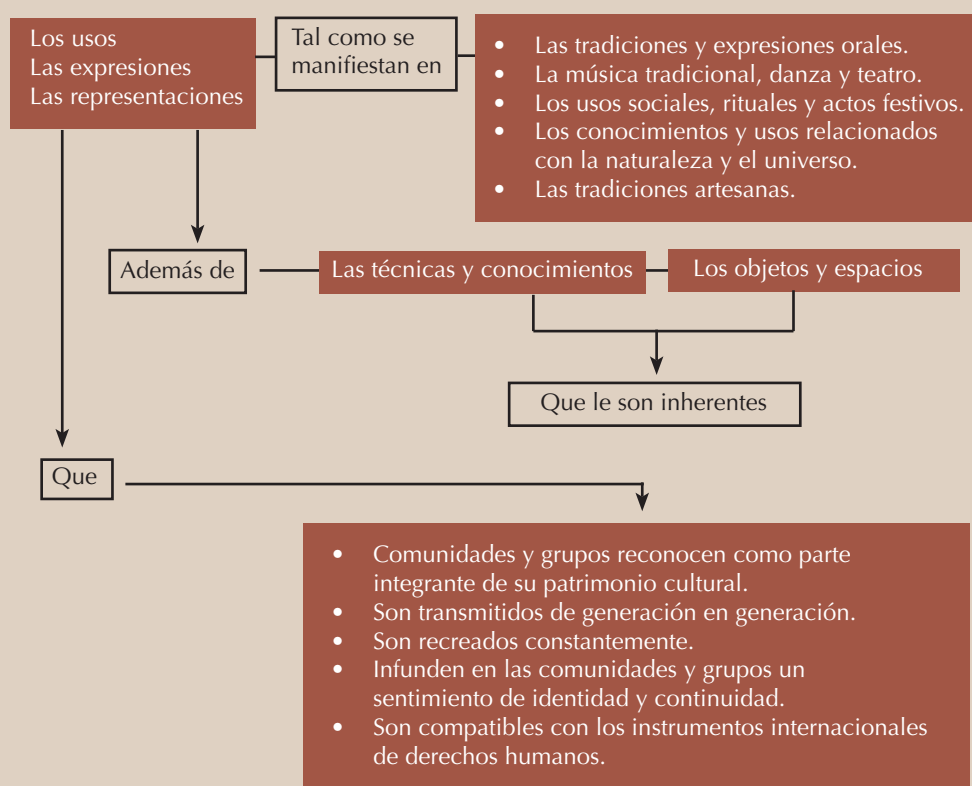 Los usos
Las expresiones
Las representaciones
Tal como se
manifiestan en
• Las tradiciones y expresiones orales.
• La música tradicional, danza y teatro.
• Los usos sociales, rituales y actos festivos.
• Los conocimientos y usos relacionados
con la naturaleza y el universo.
• Las tradiciones artesanas.
Además de
Las técnicas y conocimientos
Los objetos y espacios
Que le son inherentes
Que
• Comunidades y grupos reconocen como parte
integrante de su patrimonio cultural.
• Son transmitidos de generación en generación.
• Son recreados constantemente.
• Infunden en las comunidades y grupos un
sentimiento de identidad y continuidad.
• Son compatibles con los instrumentos internacionales
de derechos humanos.